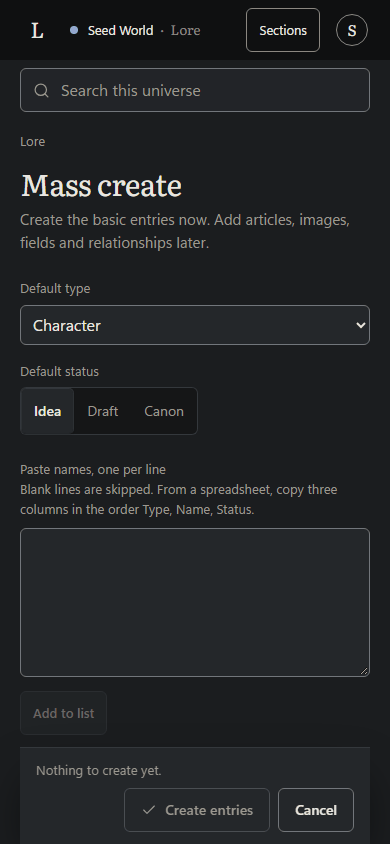 L
Seed World · Lore
Sections
S
Search this universe
Lore
Mass create
Create the basic entries now. Add articles, images,
fields and relationships later.
Default type
Character
Default status
Idea
Draft
Canon
Paste names, one per line
Blank lines are skipped. From a spreadsheet, copy three
columns in the order Type, Name, Status.
Add to list
Nothing to create yet.
Create entries
Cancel